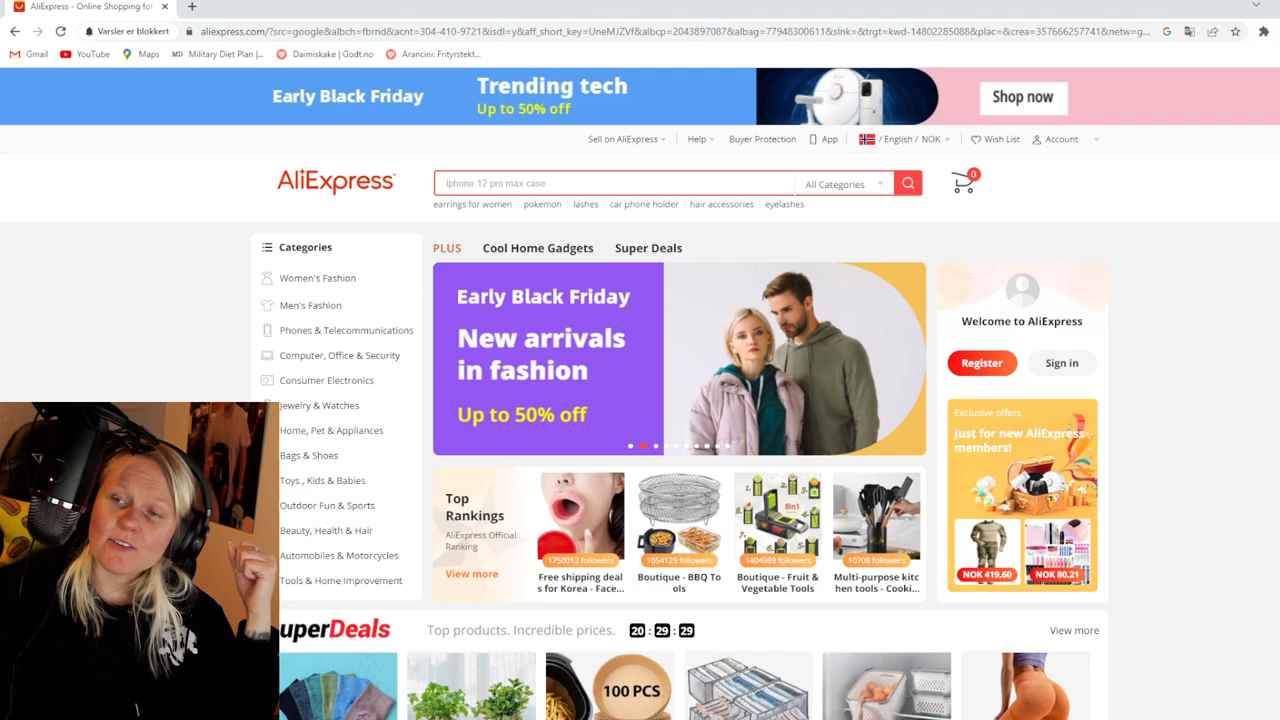 AliExpress - Online Shopping for
Varsler er blokkert
aliexpress.com/?src=google&albch=fbrnd&acnt=304-410-9721&isdl=y&aff_short_key=UneMJZVf&albcp=2043897087&albag=77948300611&slnk=&trgt=kwd-14802285088&plac=&crea=357666257741&netw=g...
Gmail
YouTube
Maps
MD
Military Diet Plan |...
Daimiskake | Godt.no
Arancini: Frityrstekt...
Early Black Friday
Trending tech
Up to 50% off
Shop now
Sell on AliExpress
Help
Buyer Protection
App
/ English / NOK
Wish List
Account
AliExpress
iphone 12 pro max case
All Categories
0
earrings for women
pokemon
lashes
car phone holder
hair accessories
eyelashes
Categories
Women's Fashion
Men's Fashion
Phones & Telecommunications
Computer, Office & Security
Consumer Electronics
Jewelry & Watches
Home, Pet & Appliances
Bags & Shoes
Toys , Kids & Babies
Outdoor Fun & Sports
Beauty, Health & Hair
Automobiles & Motorcycles
Tools & Home Improvement
PLUS
Cool Home Gadgets
Super Deals
Early Black Friday
New arrivals
in fashion
Up to 50% off
Welcome to AliExpress
Register
Sign in
Exclusive offers
Just for new AliExpress
members!
NOK 419.60
NOK 80.21
Top
Rankings
AliExpress Official
Ranking
View more
1750012 followers
Free shipping deal
s for Korea - Face...
1054129 followers
Boutique - BBQ To
ols
8in1
1404589 followers
Boutique - Fruit &
Vegetable Tools
10708 followers
Multi-purpose kitc
hen tools - Cooki...
uperDeals
Top products. Incredible prices.
20 : 29 : 29
View more
100 PCS